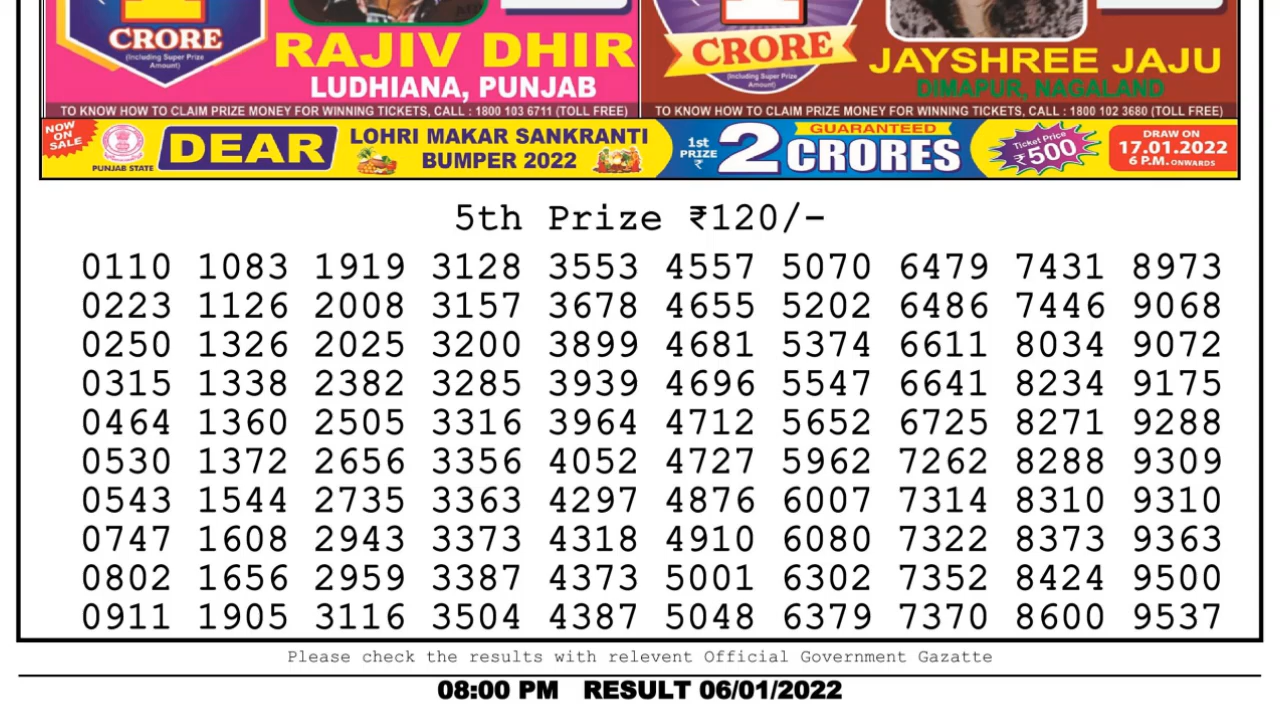 CRORE
(Including Super Prize
Amount)
RAJIV DHIR
LUDHIANA, PUNJAB
CRORE
(Including Super Prize
Amount)
JAYSHREE JAJU
DIMAPUR, NAGALAND
TO KNOW HOW TO CLAIM PRIZE MONEY FOR WINNING TICKETS, CALL : 1800 103 6711 (TOLL FREE)
TO KNOW HOW TO CLAIM PRIZE MONEY FOR WINNING TICKETS, CALL : 1800 102 3680 (TOLL FREE)
NOW
ON
SALE
PUNJAB STATE
DEAR
LOHRI MAKAR SANKRANTI
BUMPER 2022
1st
PRIZE
₹
2
GUARANTEED
CRORES
Ticket Price
₹500
DRAW ON
17.01.2022
6 P.M. ONWARDS
5th Prize ₹120/-
0110 1083 1919 3128 3553 4557 5070 6479 7431 8973
0223 1126 2008 3157 3678 4655 5202 6486 7446 9068
0250 1326 2025 3200 3899 4681 5374 6611 8034 9072
0315 1338 2382 3285 3939 4696 5547 6641 8234 9175
0464 1360 2505 3316 3964 4712 5652 6725 8271 9288
0530 1372 2656 3356 4052 4727 5962 7262 8288 9309
0543 1544 2735 3363 4297 4876 6007 7314 8310 9310
0747 1608 2943 3373 4318 4910 6080 7322 8373 9363
0802 1656 2959 3387 4373 5001 6302 7352 8424 9500
0911 1905 3116 3504 4387 5048 6379 7370 8600 9537
Please check the results with relevent Official Government Gazatte
08:00 PM RESULT 06/01/2022